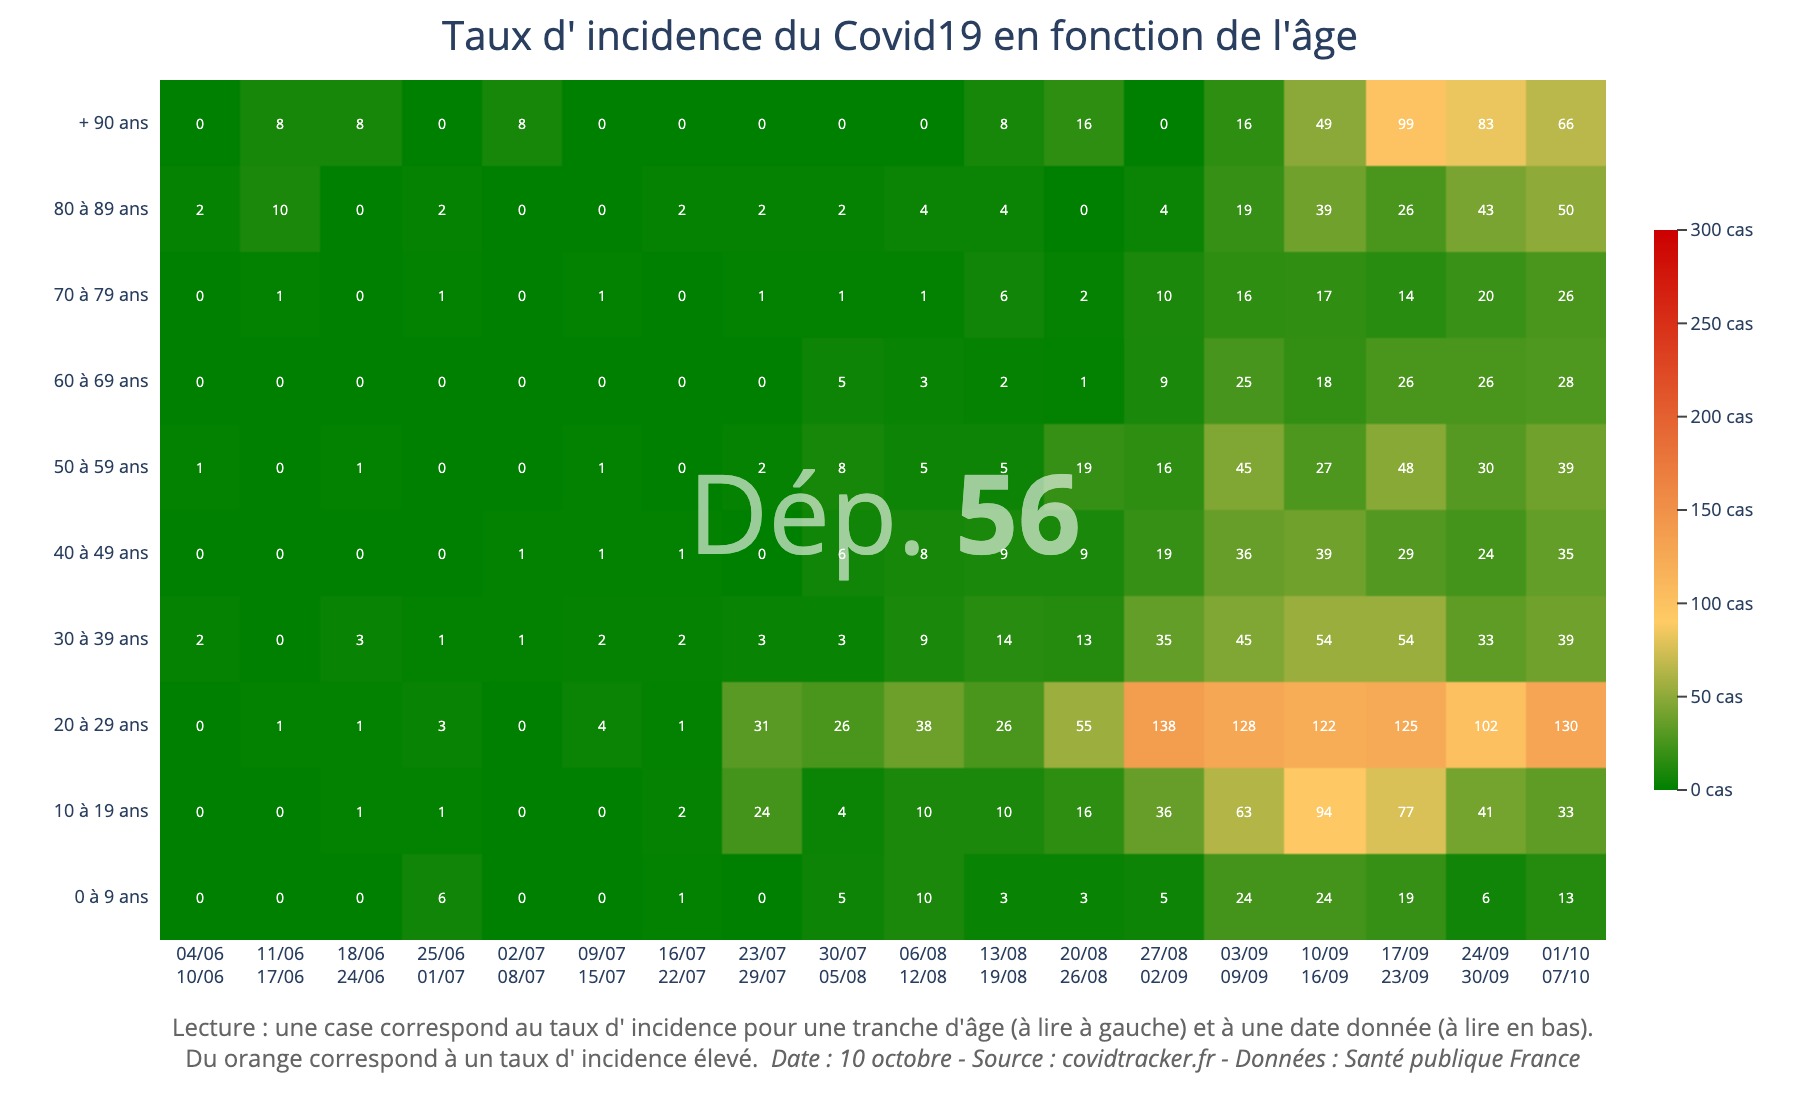 Taux d' incidence du Covid19 en fonction de l'âge
+ 90 ans 0 8 8 0 8 0 0 0 0 0 8 16 0 16 49 99 83 66
80 à 89 ans 2 10 0 2 0 0 2 2 2 4 4 0 4 19 39 26 43 50
300 cas
70 à 79 ans 0 1 0 1 0 1 0 1 1 1 6 2 10 16 17 14 20 26
250 cas
60 à 69 ans 0 0 0 0 0 0 0 0 5 3 2 1 9 25 18 26 26 28
200 cas
50 à 59 ans 1 0 1 0 0 1 0 2 8 5 5 19 16 45 27 48 30 39
Dép. 56
150 cas
40 à 49 ans 0 0 0 0 1 1 1 0 6 8 9 9 19 36 39 29 24 35
100 cas
30 à 39 ans 2 0 3 1 1 2 2 3 3 9 14 13 35 45 54 54 33 39
50 cas
20 à 29 ans 0 1 1 3 0 4 1 31 26 38 26 55 138 128 122 125 102 130
0 cas
10 à 19 ans 0 0 1 1 0 0 2 24 4 10 10 16 36 63 94 77 41 33
0 à 9 ans 0 0 0 6 0 0 1 0 5 10 3 3 5 24 24 19 6 13
04/06 11/06 18/06 25/06 02/07 09/07 16/07 23/07 30/07 06/08 13/08 20/08 27/08 03/09 10/09 17/09 24/09 01/10
10/06 17/06 24/06 01/07 08/07 15/07 22/07 29/07 05/08 12/08 19/08 26/08 02/09 09/09 16/09 23/09 30/09 07/10
Lecture : une case correspond au taux d' incidence pour une tranche d'âge (à lire à gauche) et à une date donnée (à lire en bas).
Du orange correspond à un taux d' incidence élevé. Date : 10 octobre - Source : covidtracker.fr - Données : Santé publique France